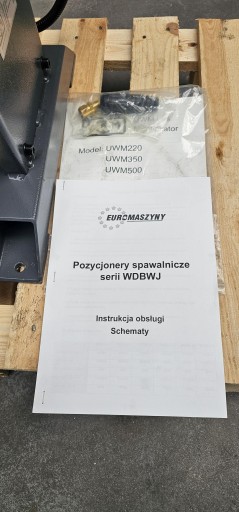 Model: UWM220
UWM350
UWM500
EUROMASZYNY
Pozycjonery spawalnicze
serii WDBWJ
Instrukcja obsługi
Schematy